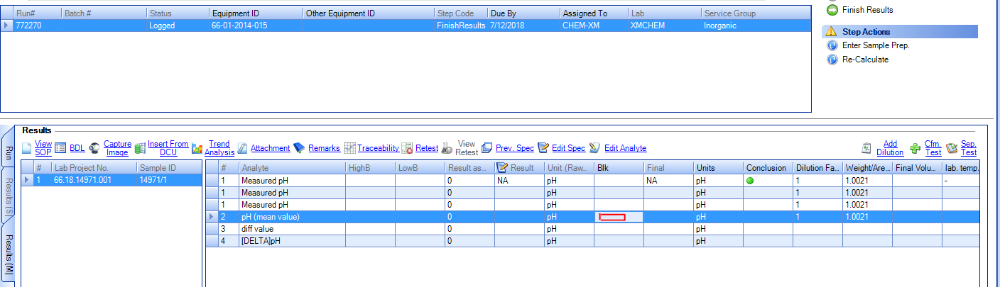 Finish Results
Run# Batch # Status Equipment ID Other Equipment ID Step Code Due By Assigned To Lab Service Group
772270 Logged 66-01-2014-015 FinishResults 7/12/2018 CHEM-XM XMCHEM Inorganic
Step Actions
Enter Sample Prep.
Re-Calculate
Results
Run
Results (S)
Results (M)
View SOP BDL Capture Image Insert From DCU Trend Analysis Attachment Remarks Traceability Retest View Retest Prev. Spec Edit Spec Edit Analyte Add Dilution Cfm. Test Sep. Test
# Lab Project No. Sample ID
1 66.18.14971.001 14971/1
# Analyte HighB LowB Result as... Result Unit (Raw... Blk Final Units Conclusion Dilution Fa... Weight/Are... Final Volu... lab. temp.
1 Measured pH 0 NA pH NA pH 1 1.0021 -
1 Measured pH 0 pH pH 1 1.0021
1 Measured pH 0 pH pH 1 1.0021
2 pH (mean value) 0 pH pH 1 1.0021
3 diff value 0 pH pH
4 [DELTA]pH 0 pH pH